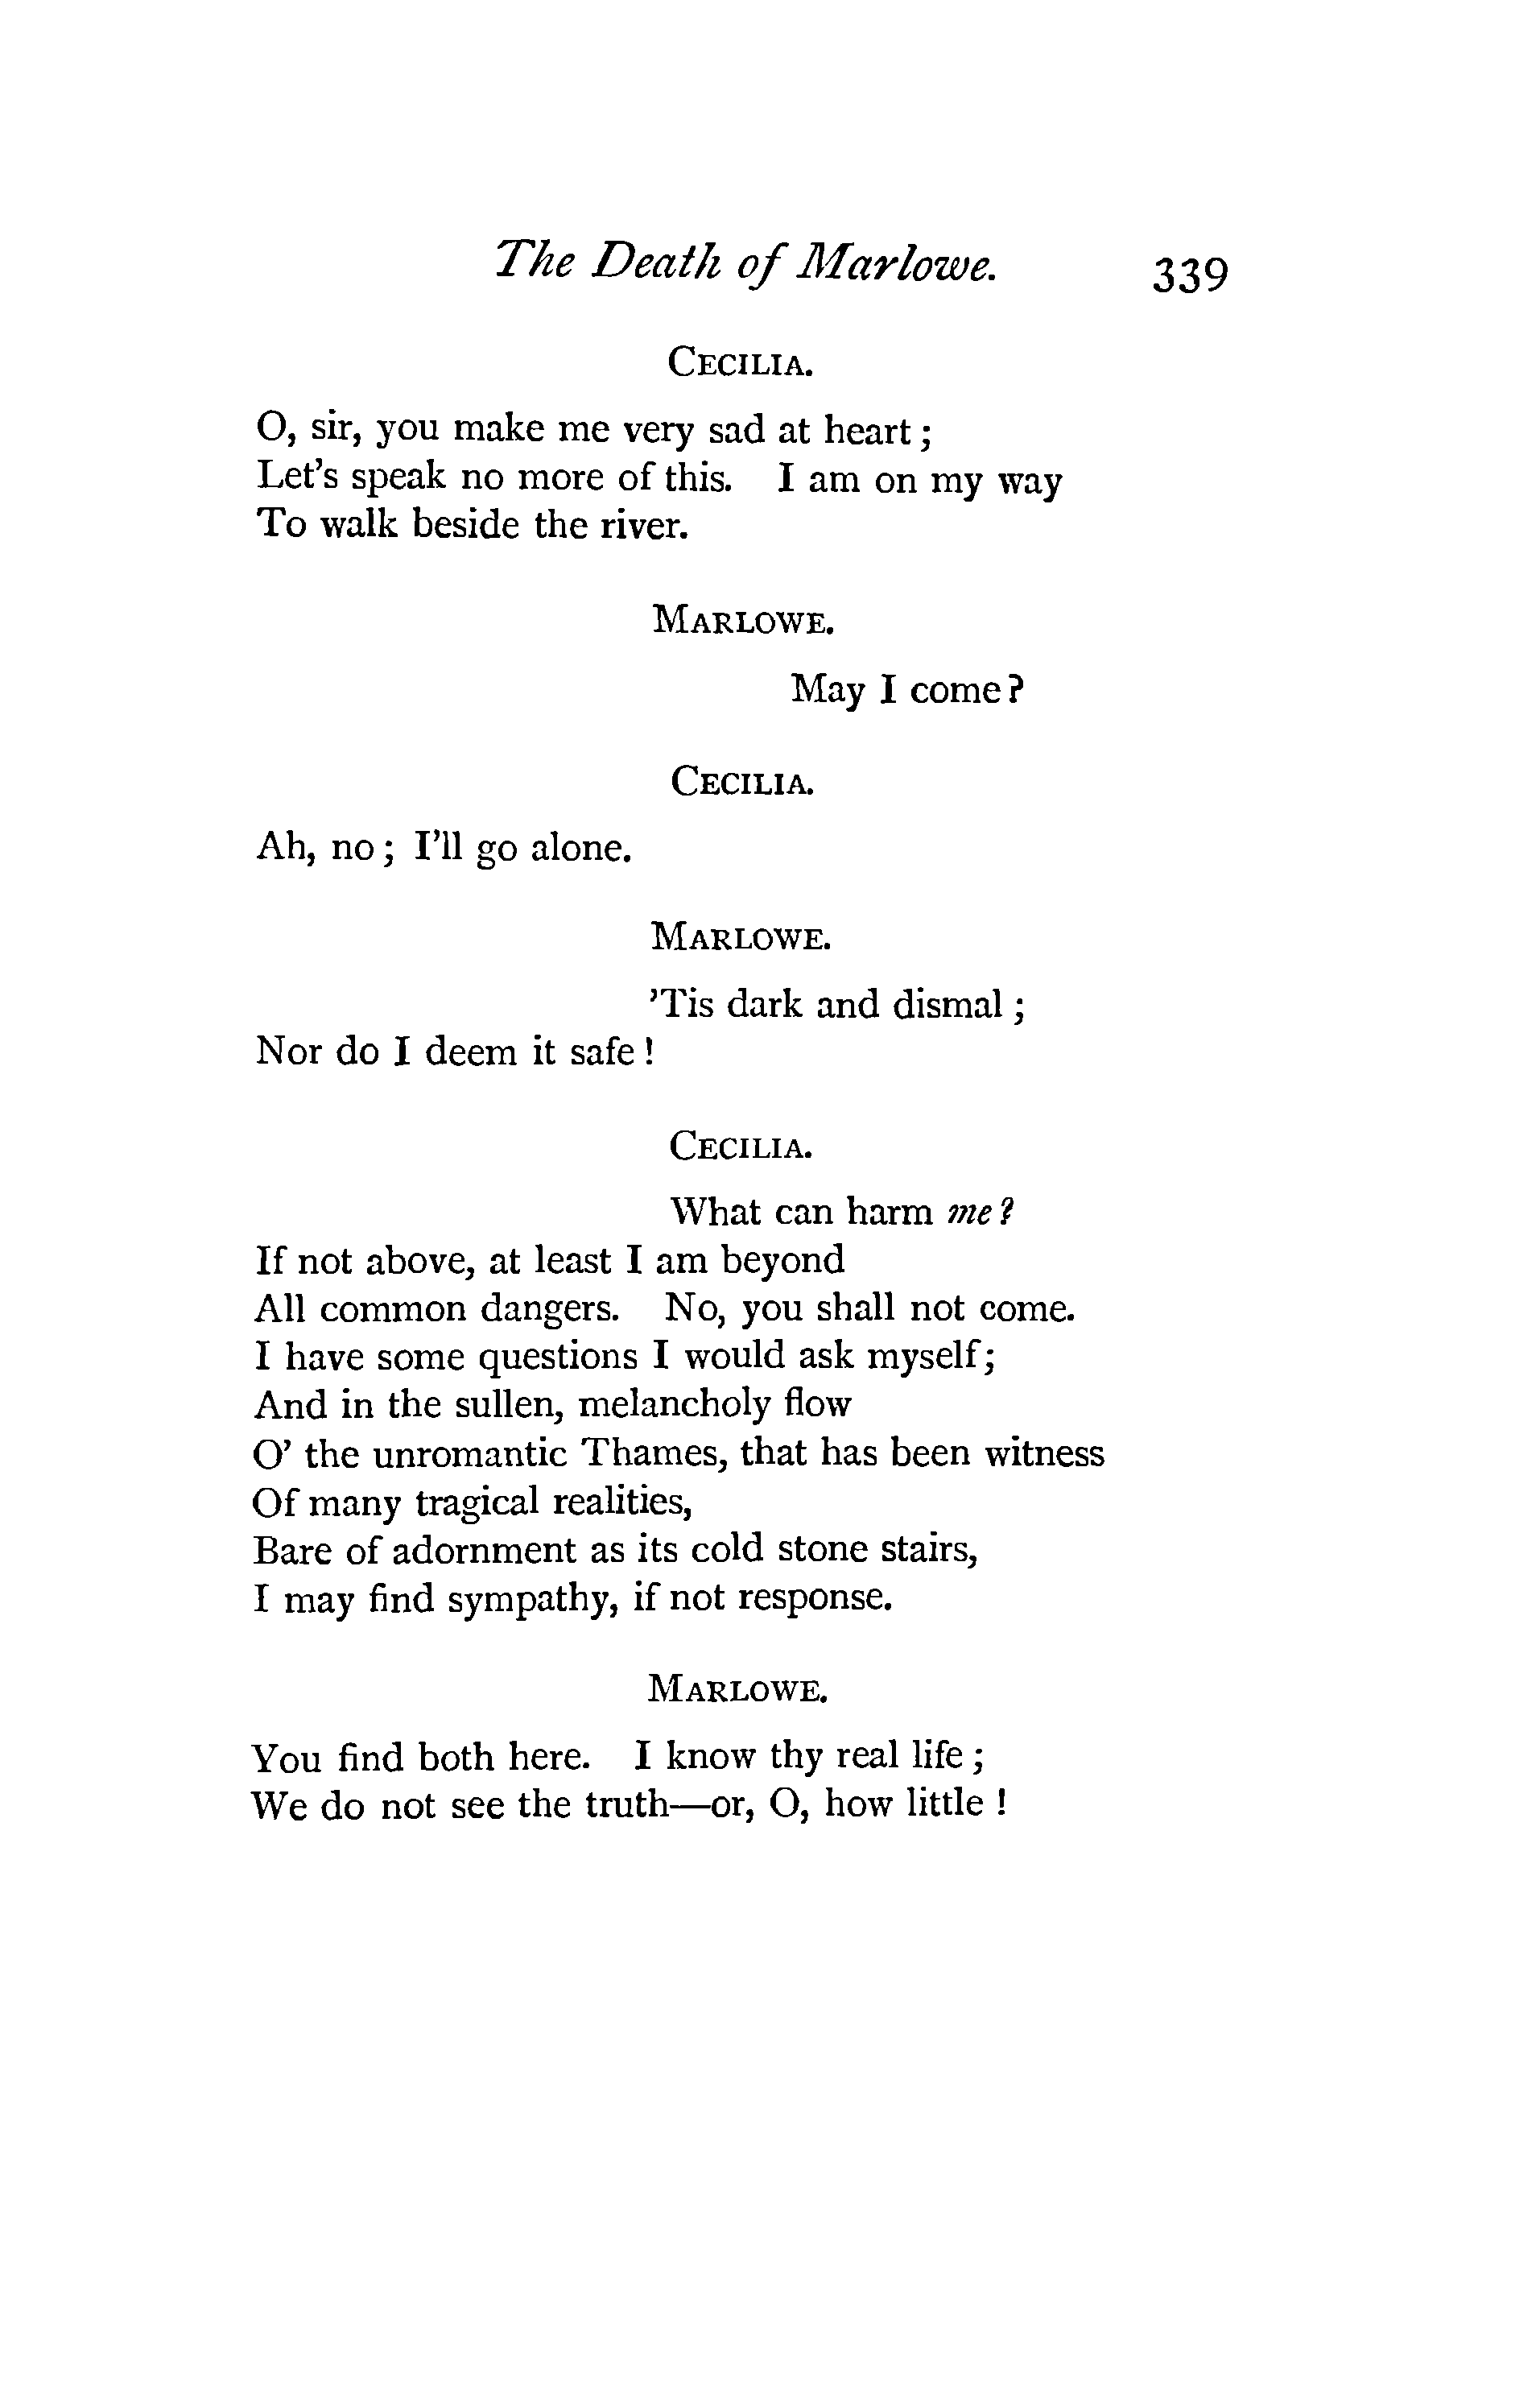 The Death of Marlowe. 339
CECILIA.
O, sir, you make me very sad at heart;
Let's speak no more of this. I am on my way
To walk beside the river.
MARLOWE.
May I come?
CECILIA.
Ah, no; I'll go alone.
MARLOWE.
'Tis dark and dismal;
Nor do I deem it safe!
CECILIA.
What can harm me?
If not above, at least I am beyond
All common dangers. No, you shall not come.
I have some questions I would ask myself;
And in the sullen, melancholy flow
O' the unromantic Thames, that has been witness
Of many tragical realities,
Bare of adornment as its cold stone stairs,
I may find sympathy, if not response.
MARLOWE.
You find both here. I know thy real life;
We do not see the truth—or, O, how little!